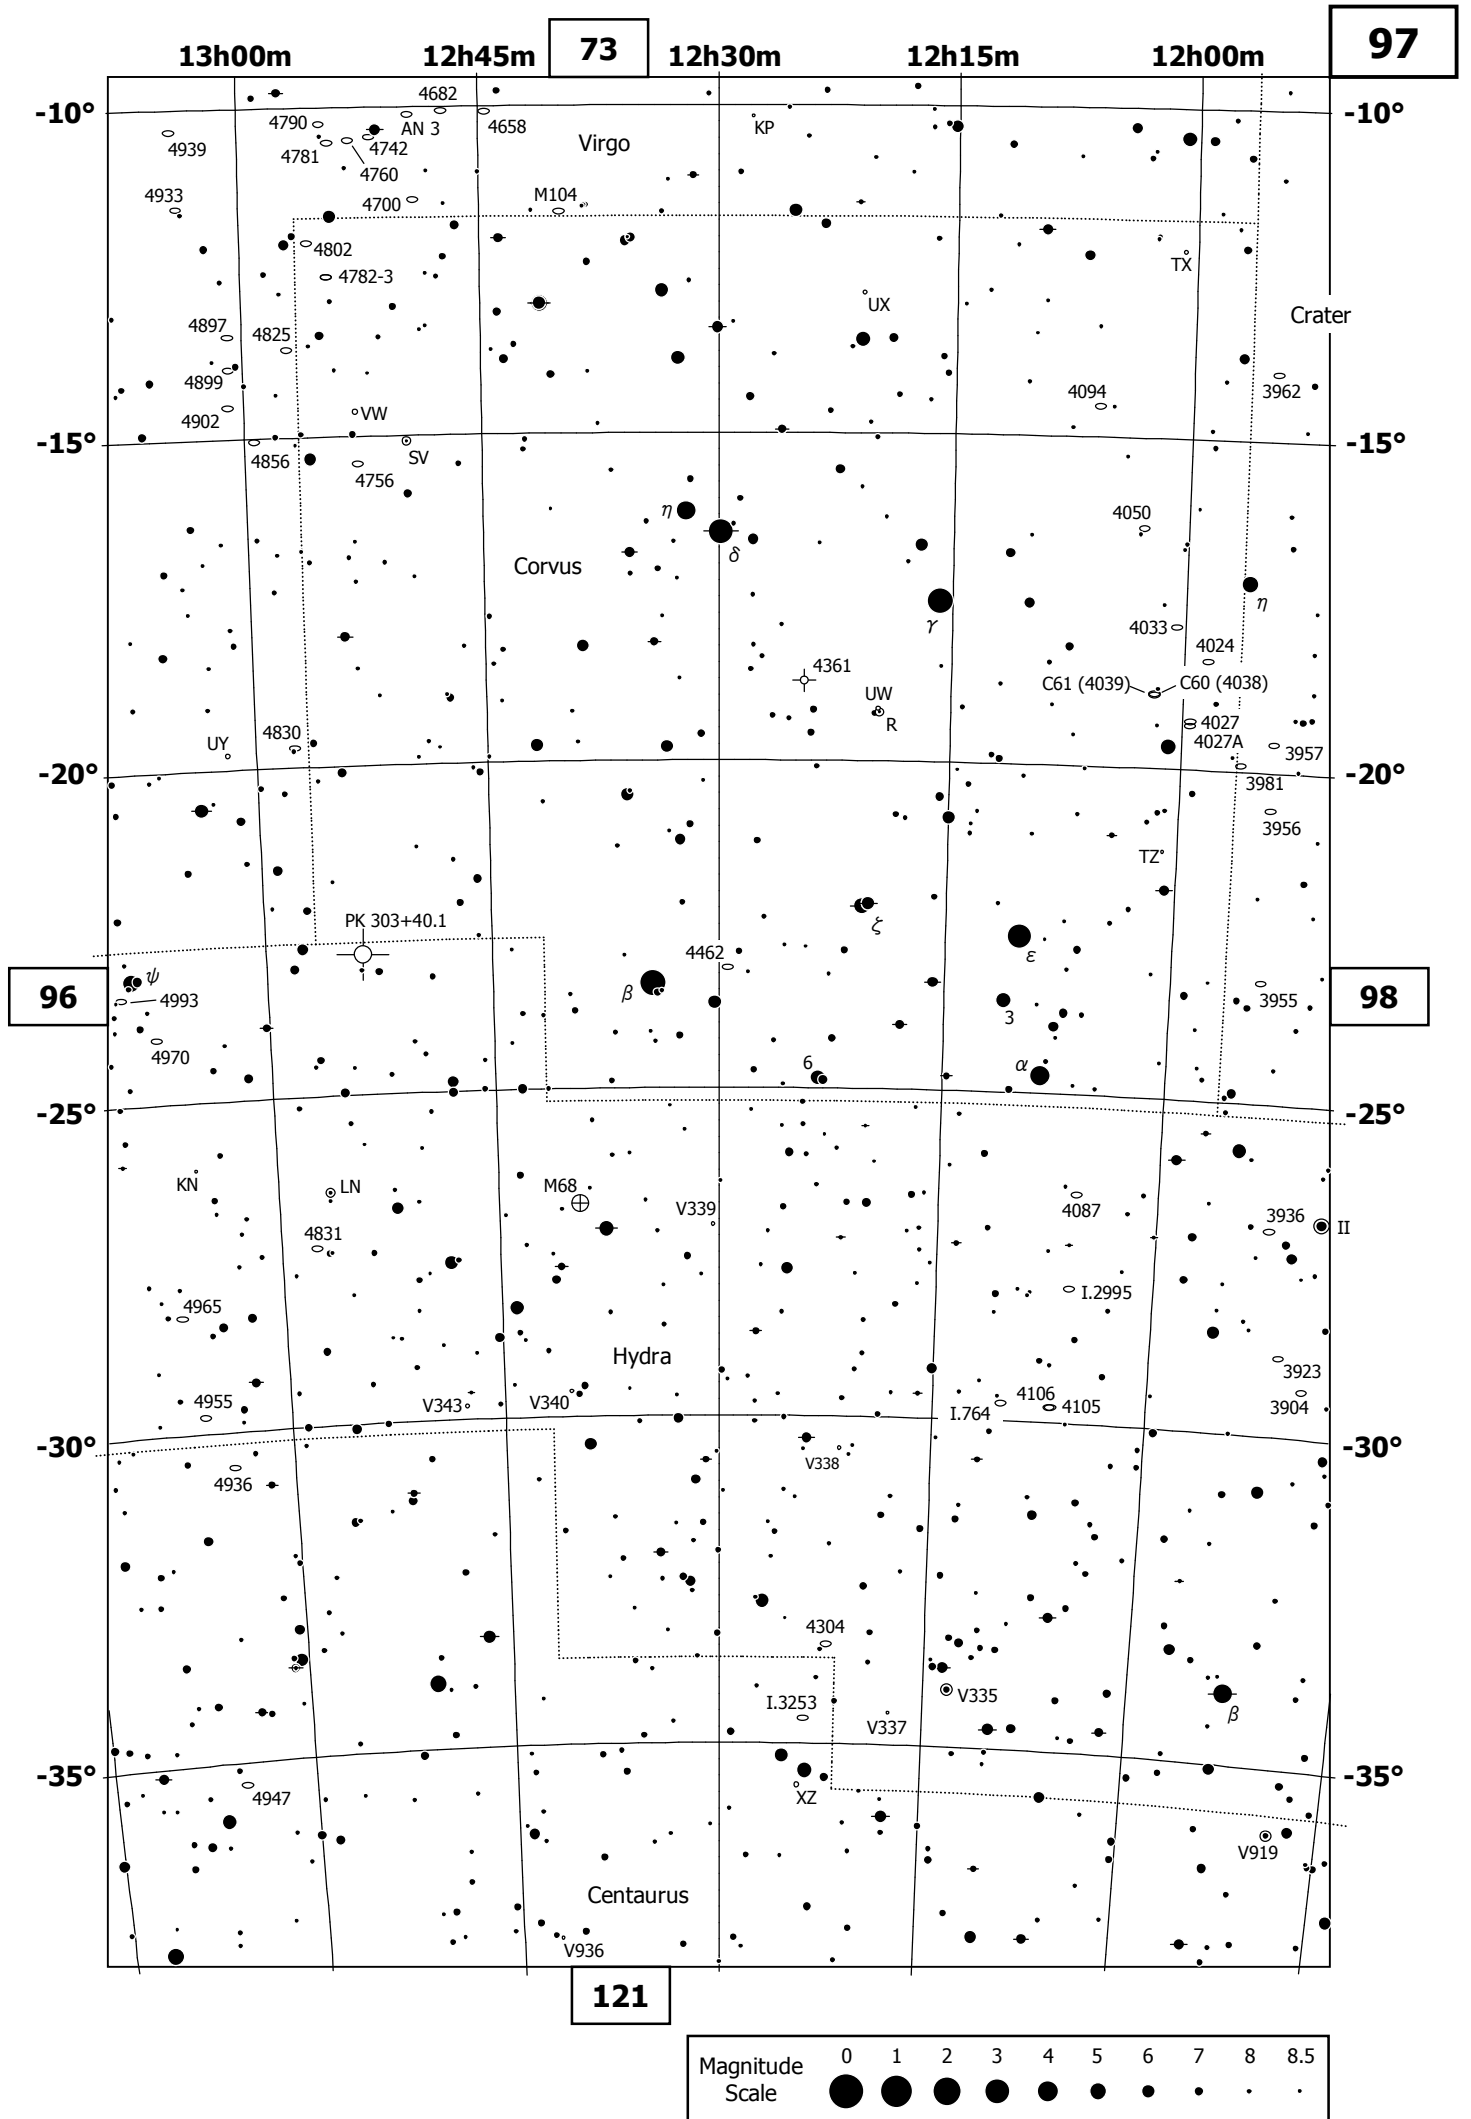 97
73
13h00m 12h45m 12h30m 12h15m 12h00m
4682
-10° 4790 AN 3 4658 KP -10°
4939 4742 Virgo
4781
4760
4933 4700 M104
4802
4782-3 TX
UX
4897 4825 Crater
4899 4094 3962
4902 VW
-15° -15°
4856 SV
4756
η 4050
δ
Corvus
γ η
4033
4024
4361
C61 (4039) C60 (4038)
UW
R 4027
UY 4830 4027A 3957
-20° -20°
3981
3956
TZ
PK 303+40.1
ζ
4462 ε
ψ
96 β 98
4993 3955
3
4970
6 α
-25° -25°
KN LN M68
V339 4087
4831 3936 II
4965 I.2995
Hydra
3923
4955 V343 V340 4106 4105 3904
I.764
-30° -30°
4936 V338
4304
V335
I.3253 V337 β
-35° -35°
4947 XZ
V919
Centaurus
V936
121
Magnitude Scale 0 1 2 3 4 5 6 7 8 8.5